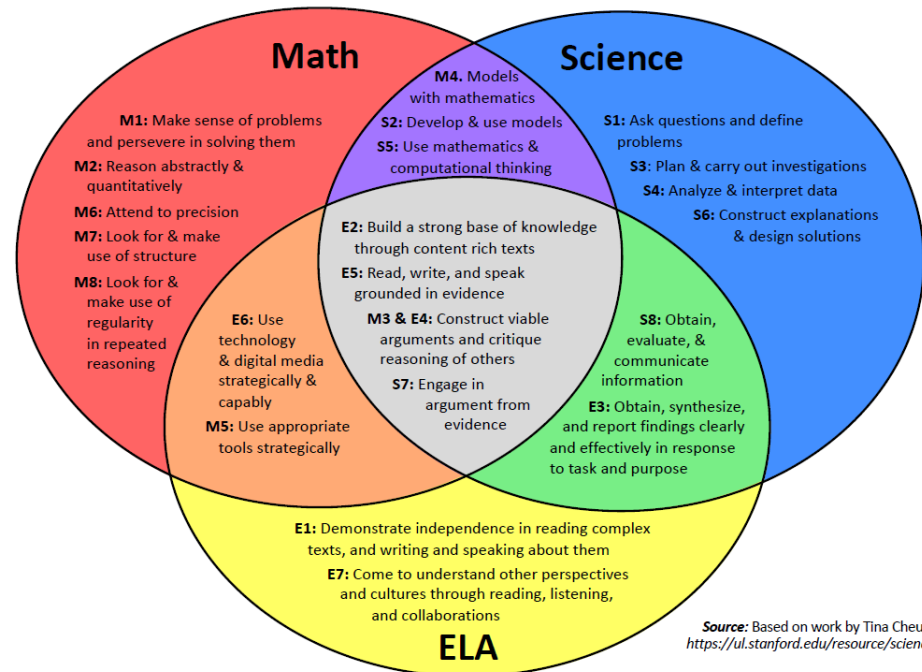 Math
Science
M4. Models
with mathematics
S2: Develop & use models
S5: Use mathematics &
computational thinking
M1: Make sense of problems
and persevere in solving them
M2: Reason abstractly &
quantitatively
M6: Attend to precision
M7: Look for & make
use of structure
M8: Look for &
make use of
regularity
in repeated
reasoning
S1: Ask questions and define
problems
S3: Plan & carry out investigations
S4: Analyze & interpret data
S6: Construct explanations
& design solutions
E2: Build a strong base of knowledge
through content rich texts
E5: Read, write, and speak
grounded in evidence
M3 & E4: Construct viable
arguments and critique
reasoning of others
S7: Engage in
argument from
evidence
E6: Use
technology
& digital media
strategically &
capably
M5: Use appropriate
tools strategically
S8: Obtain,
evaluate, &
communicate
information
E3: Obtain, synthesize,
and report findings clearly
and effectively in response
to task and purpose
E1: Demonstrate independence in reading complex
texts, and writing and speaking about them
E7: Come to understand other perspectives
and cultures through reading, listening,
and collaborations
ELA
Source: Based on work by Tina Cheu
https://ul.stanford.edu/resource/scien